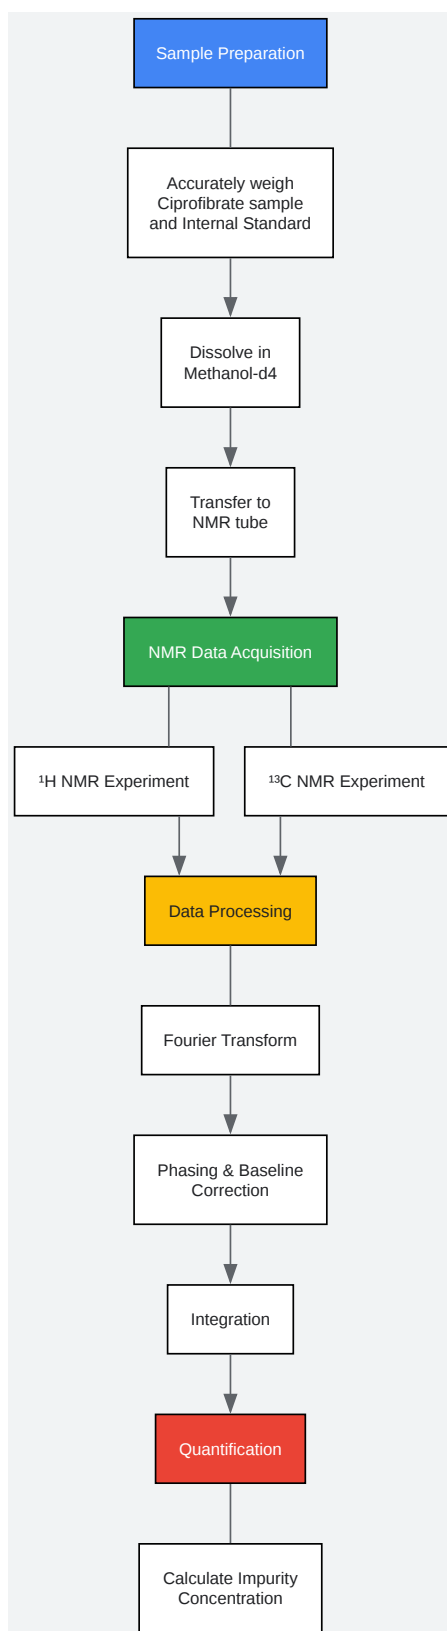 Sample Preparation
Accurately weigh
Ciprofibrate sample
and Internal Standard
Dissolve in
Methanol-d4
Transfer to
NMR tube
NMR Data Acquisition
¹H NMR Experiment
¹³C NMR Experiment
Data Processing
Fourier Transform
Phasing & Baseline
Correction
Integration
Quantification
Calculate Impurity
Concentration